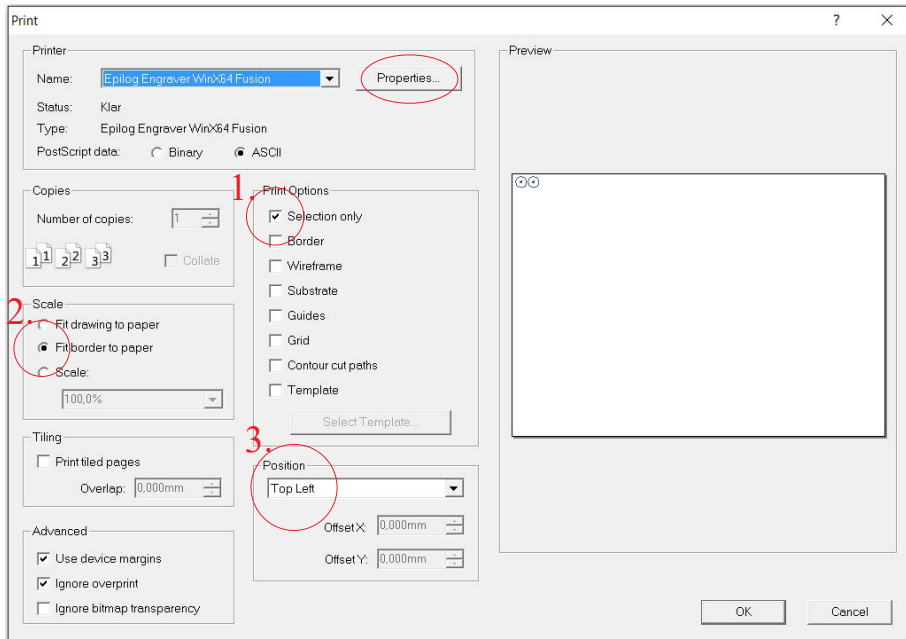 Print
Printer
Name: Epilog Engraver WinX64 Fusion Properties...
Status: Klar
Type: Epilog Engraver WinX64 Fusion
PostScript data: Binary ASCII
Copies
Number of copies: 1
1 1 2 2 3 3
Collate
Scale
2.
Fit drawing to paper
Fit border to paper
Scale:
100,0%
Tiling
Print tiled pages
Overlap: 0,000mm
Advanced
Use device margins
Ignore overprint
Ignore bitmap transparency
1.
Print Options
Selection only
Border
Wireframe
Substrate
Guides
Grid
Contour cut paths
Template
Select Template...
3.
Position
Top Left
Offset X: 0,000mm
Offset Y: 0,000mm
Preview
OK Cancel